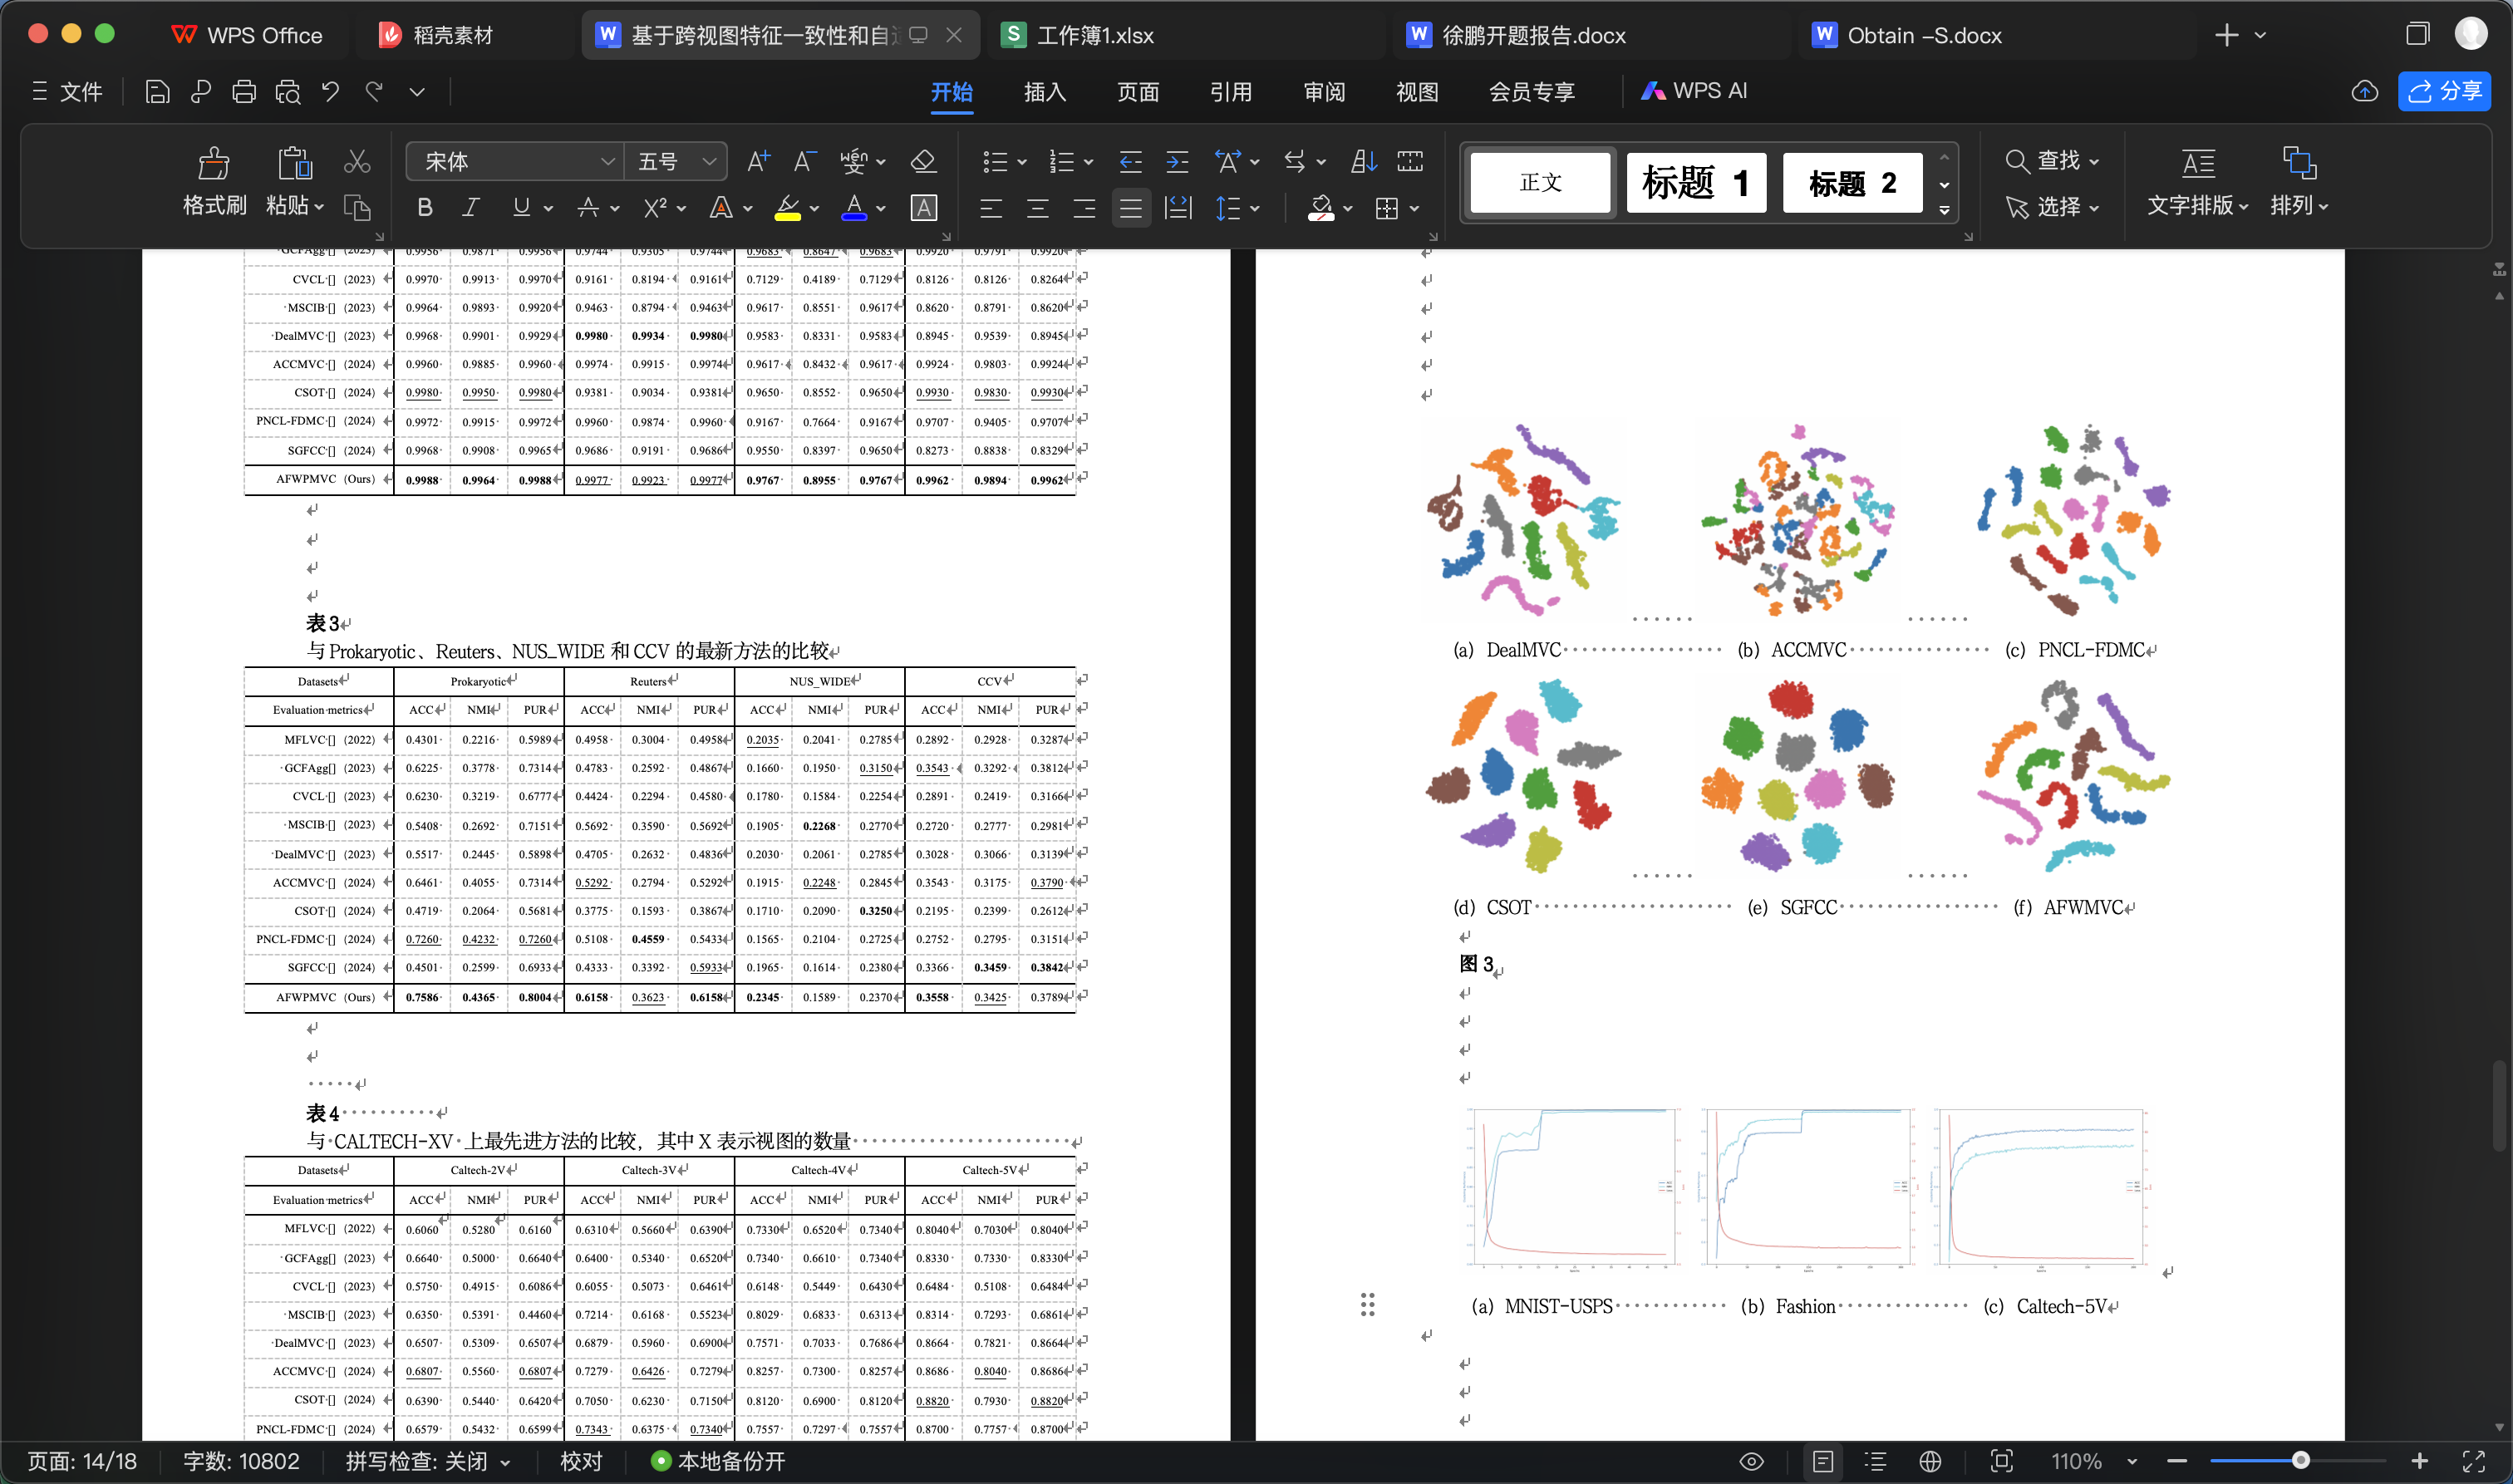 WPS Office 稻壳素材 基于跨视图特征一致性和自适 工作簿1.xlsx 徐鹏开题报告.docx Obtain –S.docx
文件 开始 插入 页面 引用 审阅 视图 会员专享 WPS AI 分享
格式刷 粘贴 宋体 五号 正文 标题 1 标题 2 查找 选择 文字排版 排列
GCFAgg [] (2023) 0.9956 0.9871 0.9956 0.9744 0.9305 0.9744 0.9683 0.8647 0.9683 0.9920 0.9791 0.9920
CVCL [] (2023) 0.9970 0.9913 0.9970 0.9161 0.8194 0.9161 0.7129 0.4189 0.7129 0.8126 0.8126 0.8264
MSCIB [] (2023) 0.9964 0.9893 0.9920 0.9463 0.8794 0.9463 0.9617 0.8551 0.9617 0.8620 0.8791 0.8620
DealMVC [] (2023) 0.9968 0.9901 0.9929 0.9980 0.9934 0.9980 0.9583 0.8331 0.9583 0.8945 0.9539 0.8945
ACCMVC [] (2024) 0.9960 0.9885 0.9960 0.9974 0.9915 0.9974 0.9617 0.8432 0.9617 0.9924 0.9803 0.9924
CSOT [] (2024) 0.9980 0.9950 0.9980 0.9381 0.9034 0.9381 0.9650 0.8552 0.9650 0.9930 0.9830 0.9930
PNCL-FDMC [] (2024) 0.9972 0.9915 0.9972 0.9960 0.9874 0.9960 0.9167 0.7664 0.9167 0.9707 0.9405 0.9707
SGFCC [] (2024) 0.9968 0.9908 0.9965 0.9686 0.9191 0.9686 0.9550 0.8397 0.9650 0.8273 0.8838 0.8329
AFWPMVC (Ours) 0.9988 0.9964 0.9988 0.9977 0.9923 0.9977 0.9767 0.8955 0.9767 0.9962 0.9894 0.9962
表 3
与 Prokaryotic、Reuters、NUS_WIDE 和 CCV 的最新方法的比较
Datasets Prokaryotic Reuters NUS_WIDE CCV
Evaluation metrics ACC NMI PUR ACC NMI PUR ACC NMI PUR ACC NMI PUR
MFLVC [] (2022) 0.4301 0.2216 0.5989 0.4958 0.3004 0.4958 0.2035 0.2041 0.2785 0.2892 0.2928 0.3287
GCFAgg[] (2023) 0.6225 0.3778 0.7314 0.4783 0.2592 0.4867 0.1660 0.1950 0.3150 0.3543 0.3292 0.3812
CVCL [] (2023) 0.6230 0.3219 0.6777 0.4424 0.2294 0.4580 0.1780 0.1584 0.2254 0.2891 0.2419 0.3166
MSCIB [] (2023) 0.5408 0.2692 0.7151 0.5692 0.3590 0.5692 0.1905 0.2268 0.2770 0.2720 0.2777 0.2981
DealMVC [] (2023) 0.5517 0.2445 0.5898 0.4705 0.2632 0.4836 0.2030 0.2061 0.2785 0.3028 0.3066 0.3139
ACCMVC [] (2024) 0.6461 0.4055 0.7314 0.5292 0.2794 0.5292 0.1915 0.2248 0.2845 0.3543 0.3175 0.3790
CSOT [] (2024) 0.4719 0.2064 0.5681 0.3775 0.1593 0.3867 0.1710 0.2090 0.3250 0.2195 0.2399 0.2612
PNCL-FDMC [] (2024) 0.7260 0.4232 0.7260 0.5108 0.4559 0.5433 0.1565 0.2104 0.2725 0.2752 0.2795 0.3151
SGFCC [] (2024) 0.4501 0.2599 0.6933 0.4333 0.3392 0.5933 0.1965 0.1614 0.2380 0.3366 0.3459 0.3842
AFWPMVC (Ours) 0.7586 0.4365 0.8004 0.6158 0.3623 0.6158 0.2345 0.1589 0.2370 0.3558 0.3425 0.3789
表 4
与 CALTECH-XV 上最先进方法的比较，其中 X 表示视图的数量
Datasets Caltech-2V Caltech-3V Caltech-4V Caltech-5V
Evaluation metrics ACC NMI PUR ACC NMI PUR ACC NMI PUR ACC NMI PUR
MFLVC [] (2022) 0.6060 0.5280 0.6160 0.6310 0.5660 0.6390 0.7330 0.6520 0.7340 0.8040 0.7030 0.8040
GCFAgg[] (2023) 0.6640 0.5000 0.6640 0.6400 0.5340 0.6520 0.7340 0.6610 0.7340 0.8330 0.7330 0.8330
CVCL [] (2023) 0.5750 0.4915 0.6086 0.6055 0.5073 0.6461 0.6148 0.5449 0.6430 0.6484 0.5108 0.6484
MSCIB [] (2023) 0.6350 0.5391 0.4460 0.7214 0.6168 0.5523 0.8029 0.6833 0.6313 0.8314 0.7293 0.6861
DealMVC [] (2023) 0.6507 0.5309 0.6507 0.6879 0.5960 0.6900 0.7571 0.7033 0.7686 0.8664 0.7821 0.8664
ACCMVC [] (2024) 0.6807 0.5560 0.6807 0.7279 0.6426 0.7279 0.8257 0.7300 0.8257 0.8686 0.8040 0.8686
CSOT [] (2024) 0.6390 0.5440 0.6420 0.7050 0.6230 0.7150 0.8120 0.6900 0.8120 0.8820 0.7930 0.8820
PNCL-FDMC [] (2024) 0.6579 0.5432 0.6599 0.7343 0.6375 0.7340 0.7557 0.7297 0.7557 0.8700 0.7757 0.8700
(a) DealMVC (b) ACCMVC (c) PNCL-FDMC
(d) CSOT (e) SGFCC (f) AFWMVC
图 3
(a) MNIST-USPS (b) Fashion (c) Caltech-5V
页面: 14/18 字数: 10802 拼写检查: 关闭 校对 本地备份开 110%